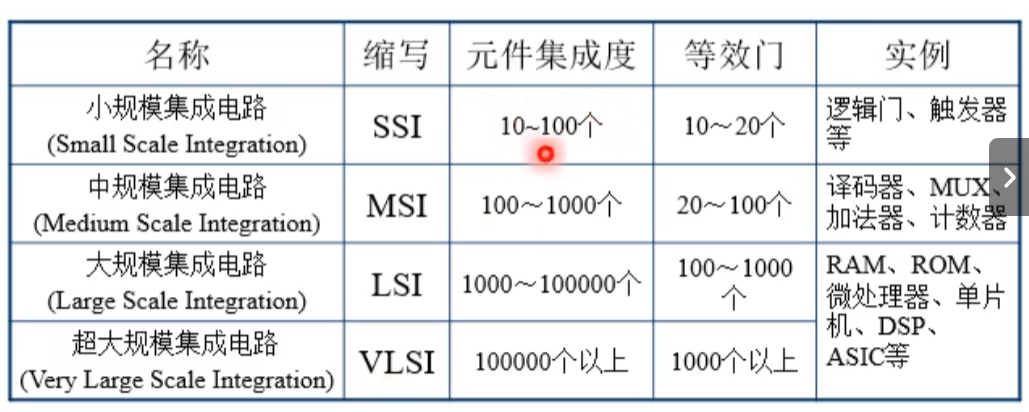 名称 缩写 元件集成度 等效门 实例
小规模集成电路
(Small Scale Integration)
SSI
10~100个
10～20个
逻辑门、触发器
等
中规模集成电路
(Medium Scale Integration)
MSI
100～1000个
20～100个
译码器、MUX、
加法器、计数器
大规模集成电路
(Large Scale Integration)
LSI
1000～100000个
100～1000
个
RAM、ROM、
微处理器、单片
机、DSP、
ASIC等
超大规模集成电路
(Very Large Scale Integration)
VLSI
100000个以上
1000个以上